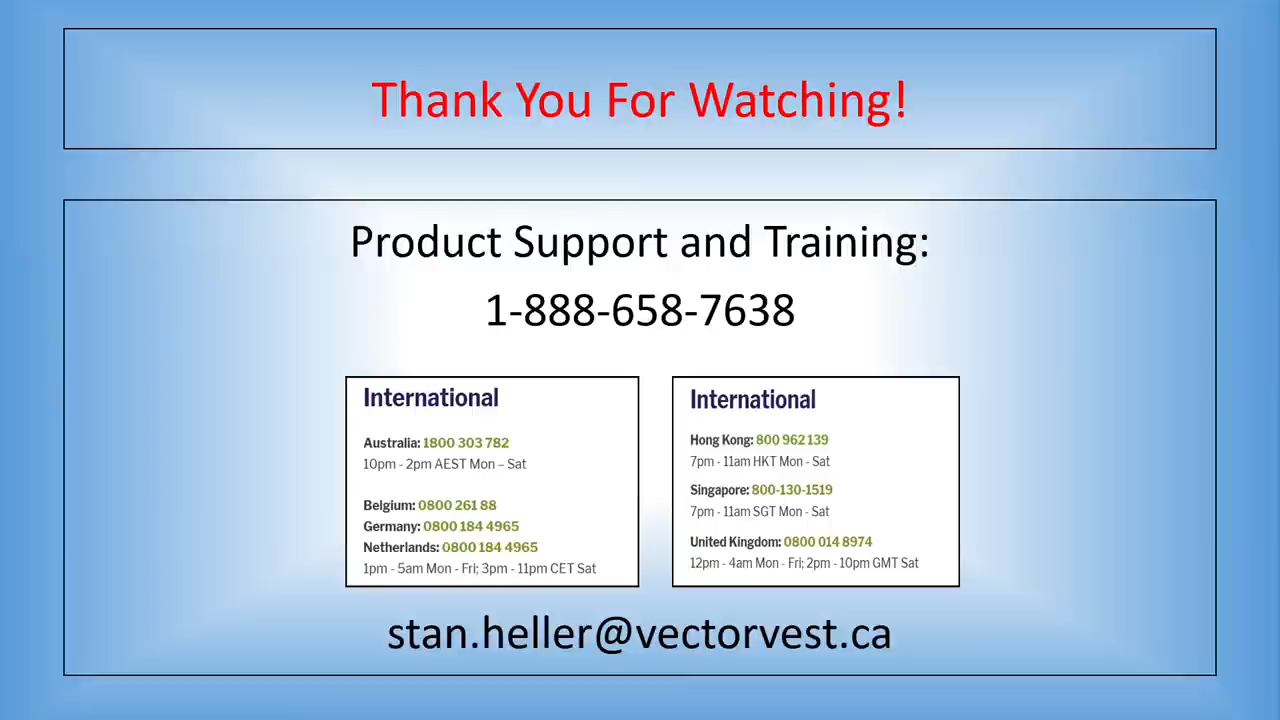 Thank You For Watching!
Product Support and Training:
1-888-658-7638
International
Australia: 1800 303 782
10pm - 2pm AEST Mon – Sat
Belgium: 0800 261 88
Germany: 0800 184 4965
Netherlands: 0800 184 4965
1pm - 5am Mon - Fri; 3pm - 11pm CET Sat
International
Hong Kong: 800 962 139
7pm - 11am HKT Mon - Sat
Singapore: 800-130-1519
7pm - 11am SGT Mon - Sat
United Kingdom: 0800 014 8974
12pm - 4am Mon - Fri; 2pm - 10pm GMT Sat
stan.heller@vectorvest.ca